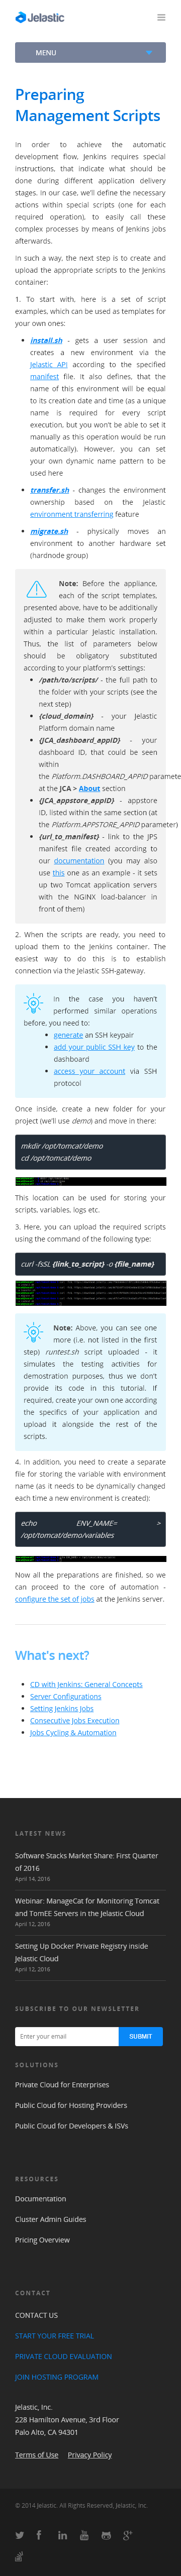 Jelastic
MENU
Preparing
Management Scripts
In order to achieve the automatic
development flow, Jenkins requires special
instructions, that indicate what should be
done during different application delivery
stages. In our scale, we'll define the necessary
actions within special scripts (one for each
required operation), to easily call these
complex procedures by means of Jenkins jobs
afterwards.
In such a way, the next step is to create and
upload the appropriate scripts to the Jenkins
container:
1. To start with, here is a set of script
examples, which can be used as templates for
your own ones:
install.sh - gets a user session and
creates a new environment via the
Jelastic API according to the specified
manifest file. It also defines, that the
name of this environment will be equal
to its creation date and time (as a unique
name is required for every script
execution, but you won't be able to set it
manually as this operation would be run
automatically). However, you can set
your own dynamic name pattern to be
used here
transfer.sh - changes the environment
ownership based on the Jelastic
environment transferring feature
migrate.sh - physically moves an
environment to another hardware set
(hardnode group)
Note: Before the appliance,
each of the script templates,
presented above, have to be additionally
adjusted to make them work properly
within a particular Jelastic installation.
Thus, the list of parameters below
should be obligatory substituted
according to your platform's settings:
/path/to/scripts/ - the full path to
the folder with your scripts (see the
next step)
{cloud_domain} - your Jelastic
Platform domain name
{JCA_dashboard_appID} - your
dashboard ID, that could be seen
within
the Platform.DASHBOARD_APPID parameter
at the JCA > About section
{JCA_appstore_appID} - appstore
ID, listed within the same section (at
the Platform.APPSTORE_APPID parameter)
{url_to_manifest} - link to the JPS
manifest file created according to
our documentation (you may also
use this one as an example - it sets
up two Tomcat application servers
with the NGINX load-balancer in
front of them)
2. When the scripts are ready, you need to
upload them to the Jenkins container. The
easiest way to do this is to establish
connection via the Jelastic SSH-gateway.
in the case you haven't
performed similar operations
before, you need to:
generate an SSH keypair
add your public SSH key to the
dashboard
access your account via SSH
protocol
Once inside, create a new folder for your
project (we'll use demo) and move in there:
mkdir /opt/tomcat/demo
cd /opt/tomcat/demo
This location can be used for storing your
scripts, variables, logs etc.
3. Here, you can upload the required scripts
using the command of the following type:
curl -fsSL {link_to_script} -o {file_name}
Note: Above, you can see one
more (i.e. not listed in the first
step) runtest.sh script uploaded - it
simulates the testing activities for
demostration purposes, thus we don't
provide its code in this tutorial. If
required, create your own one according
to the specifics of your application and
upload it alongside the rest of the
scripts.
4. In addition, you need to create a separate
file for storing the variable with environment
name (as it needs to be dynamically changed
each time a new environment is created):
echo ENV_NAME= >
/opt/tomcat/demo/variables
Now all the preparations are finished, so we
can proceed to the core of automation -
configure the set of jobs at the Jenkins server.
What's next?
CD with Jenkins: General Concepts
Server Configurations
Setting Jenkins Jobs
Consecutive Jobs Execution
Jobs Cycling & Automation
LATEST NEWS
Software Stacks Market Share: First Quarter
of 2016
April 14, 2016
Webinar: ManageCat for Monitoring Tomcat
and TomEE Servers in the Jelastic Cloud
April 12, 2016
Setting Up Docker Private Registry inside
Jelastic Cloud
April 12, 2016
SUBSCRIBE TO OUR NEWSLETTER
Enter your email SUBMIT
SOLUTIONS
Private Cloud for Enterprises
Public Cloud for Hosting Providers
Public Cloud for Developers & ISVs
RESOURCES
Documentation
Cluster Admin Guides
Pricing Overview
CONTACT
CONTACT US
START YOUR FREE TRIAL
PRIVATE CLOUD EVALUATION
JOIN HOSTING PROGRAM
Jelastic, Inc.
228 Hamilton Avenue, 3rd Floor
Palo Alto, CA 94301
Terms of Use Privacy Policy
© 2014 Jelastic. All Rights Reserved, Jelastic, Inc.